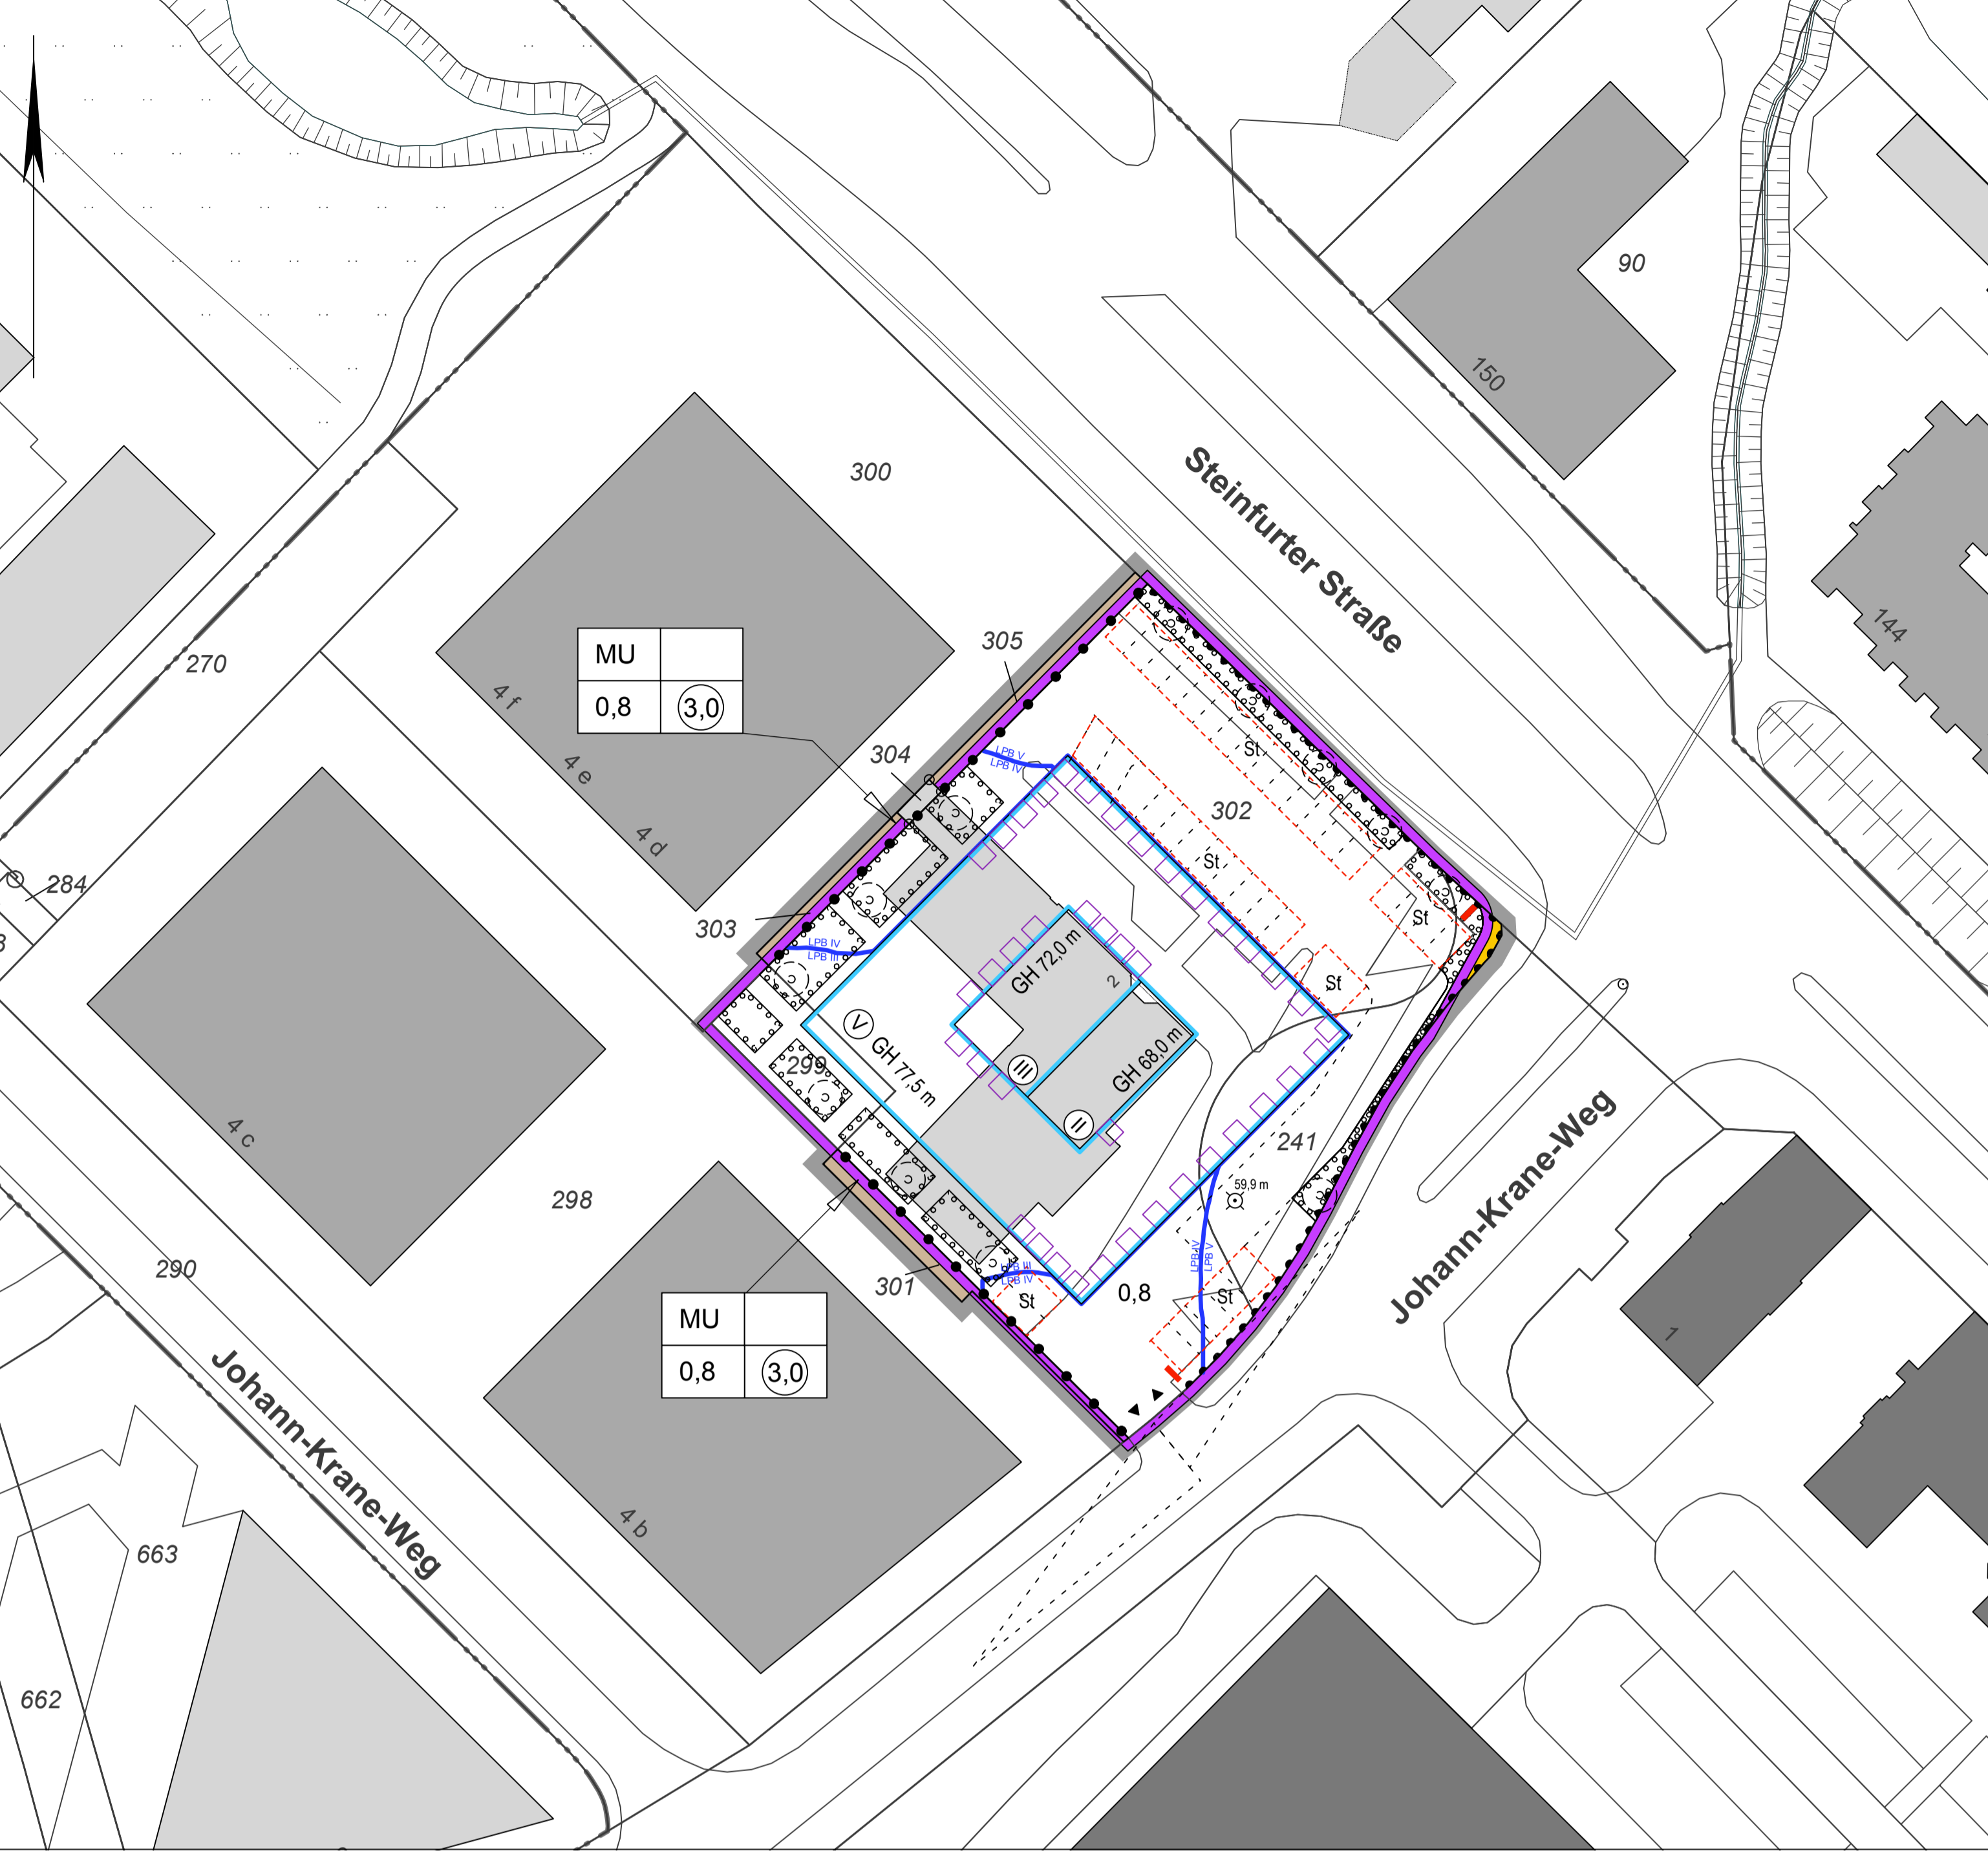 90
150
Steinfurter Straße
300
144
305
MU
0,8 3,0
270
4 f
4 e
4 d
304
LPB V
LPB IV
St
302
St
284
303
LPB IV
LPB III
St
GH 72,0 m
2
St
V GH 77,5 m
299
III
GH 68,0 m
II
4 c
241
59,9 m
298
Johann-Krane-Weg
LPB IV
LPB V
290
301
LPB III
LPB IV
St
0,8
St
MU
0,8 3,0
1
Johann-Krane-Weg
4 b
663
662